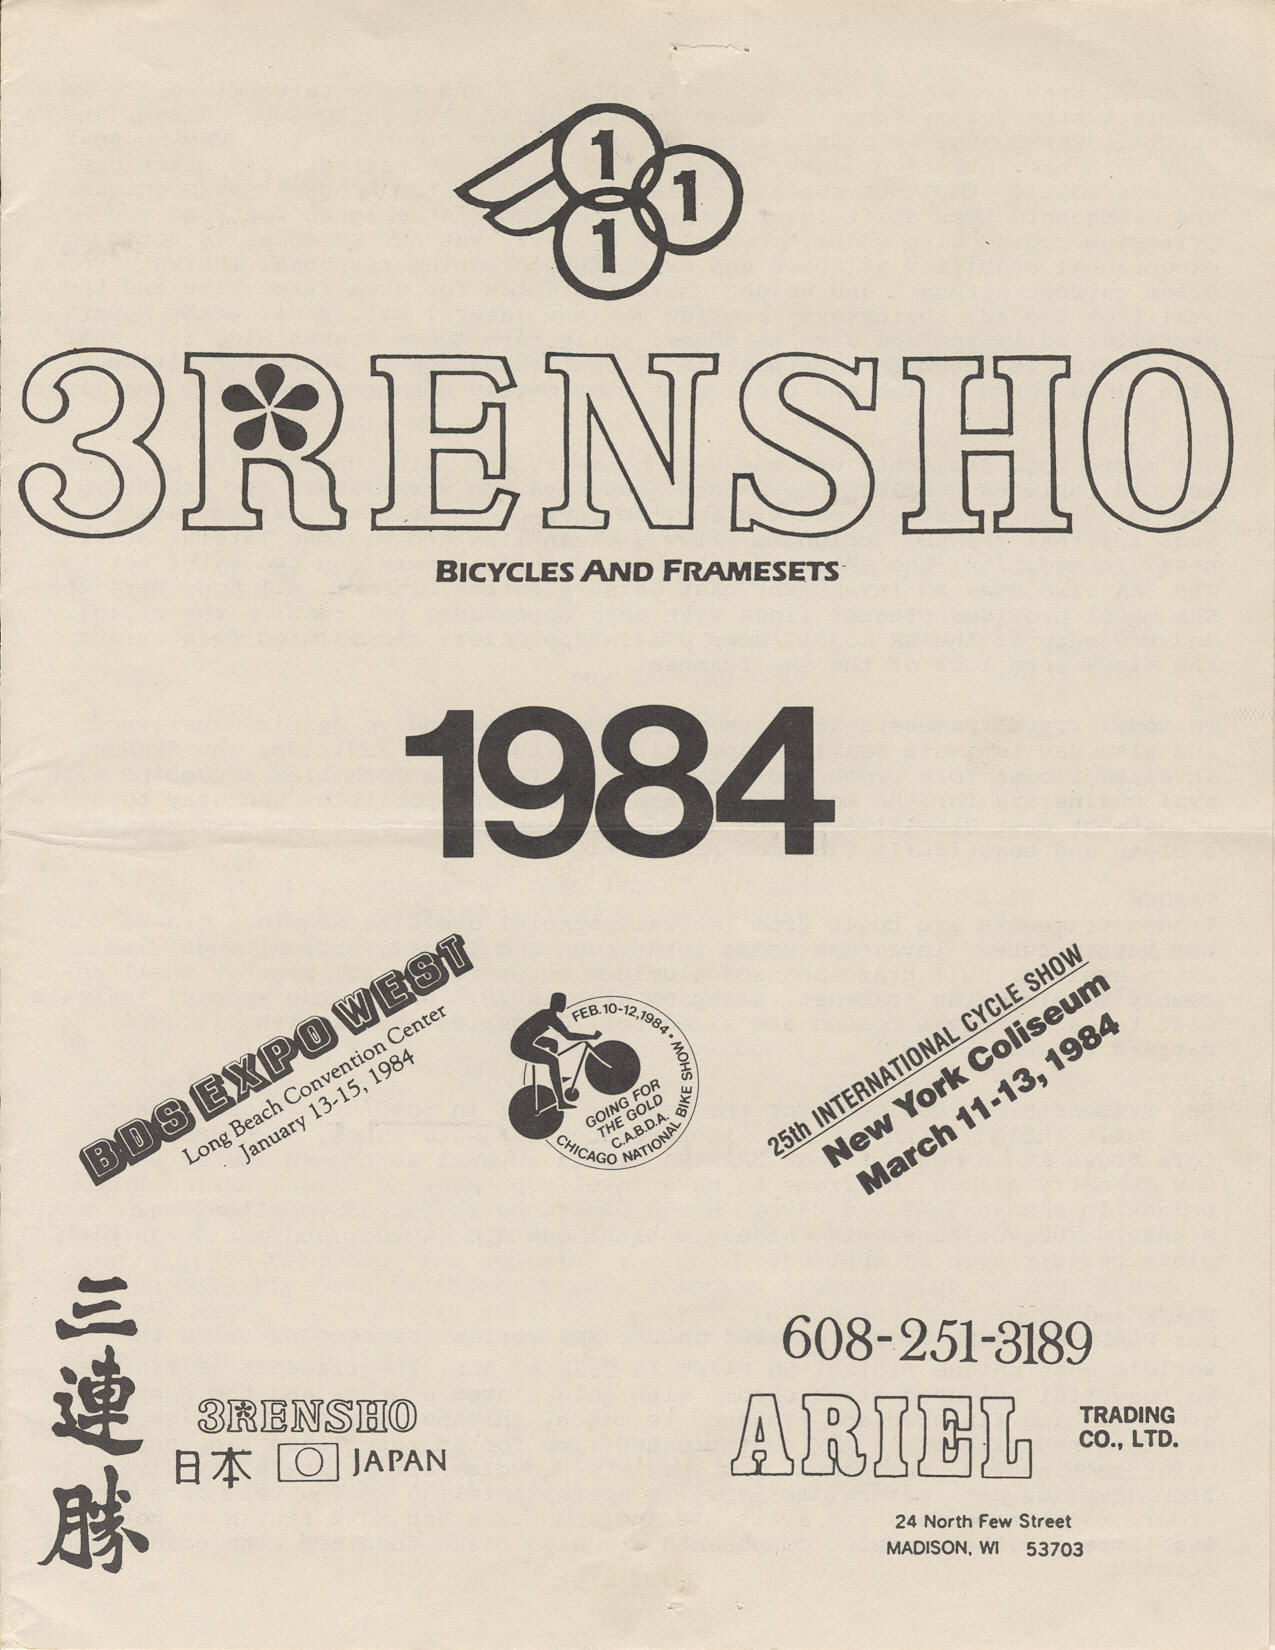 1
1
1
3RENSHO
BICYCLES AND FRAMESETS
1984
BDS EXPO WEST
Long Beach Convention Center
January 13-15, 1984
FEB. 10-12, 1984 • CHICAGO NATIONAL BIKE SHOW
GOING FOR
THE GOLD
C.A.B.D.A.
25th INTERNATIONAL CYCLE SHOW
New York Coliseum
March 11-13, 1984
三連勝
3RENSHO
日本 JAPAN
608-251-3189
ARIEL TRADING
CO., LTD.
24 North Few Street
MADISON, WI 53703